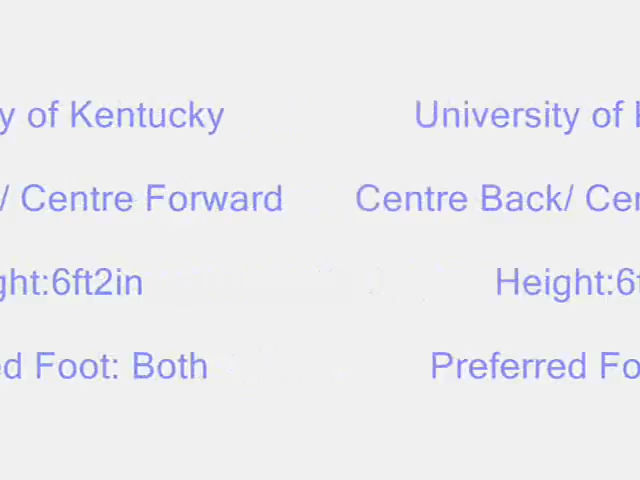 y of Kentucky University of
/ Centre Forward Centre Back/ Cen
ght:6ft2in Height:6f
ed Foot: Both Preferred Fo